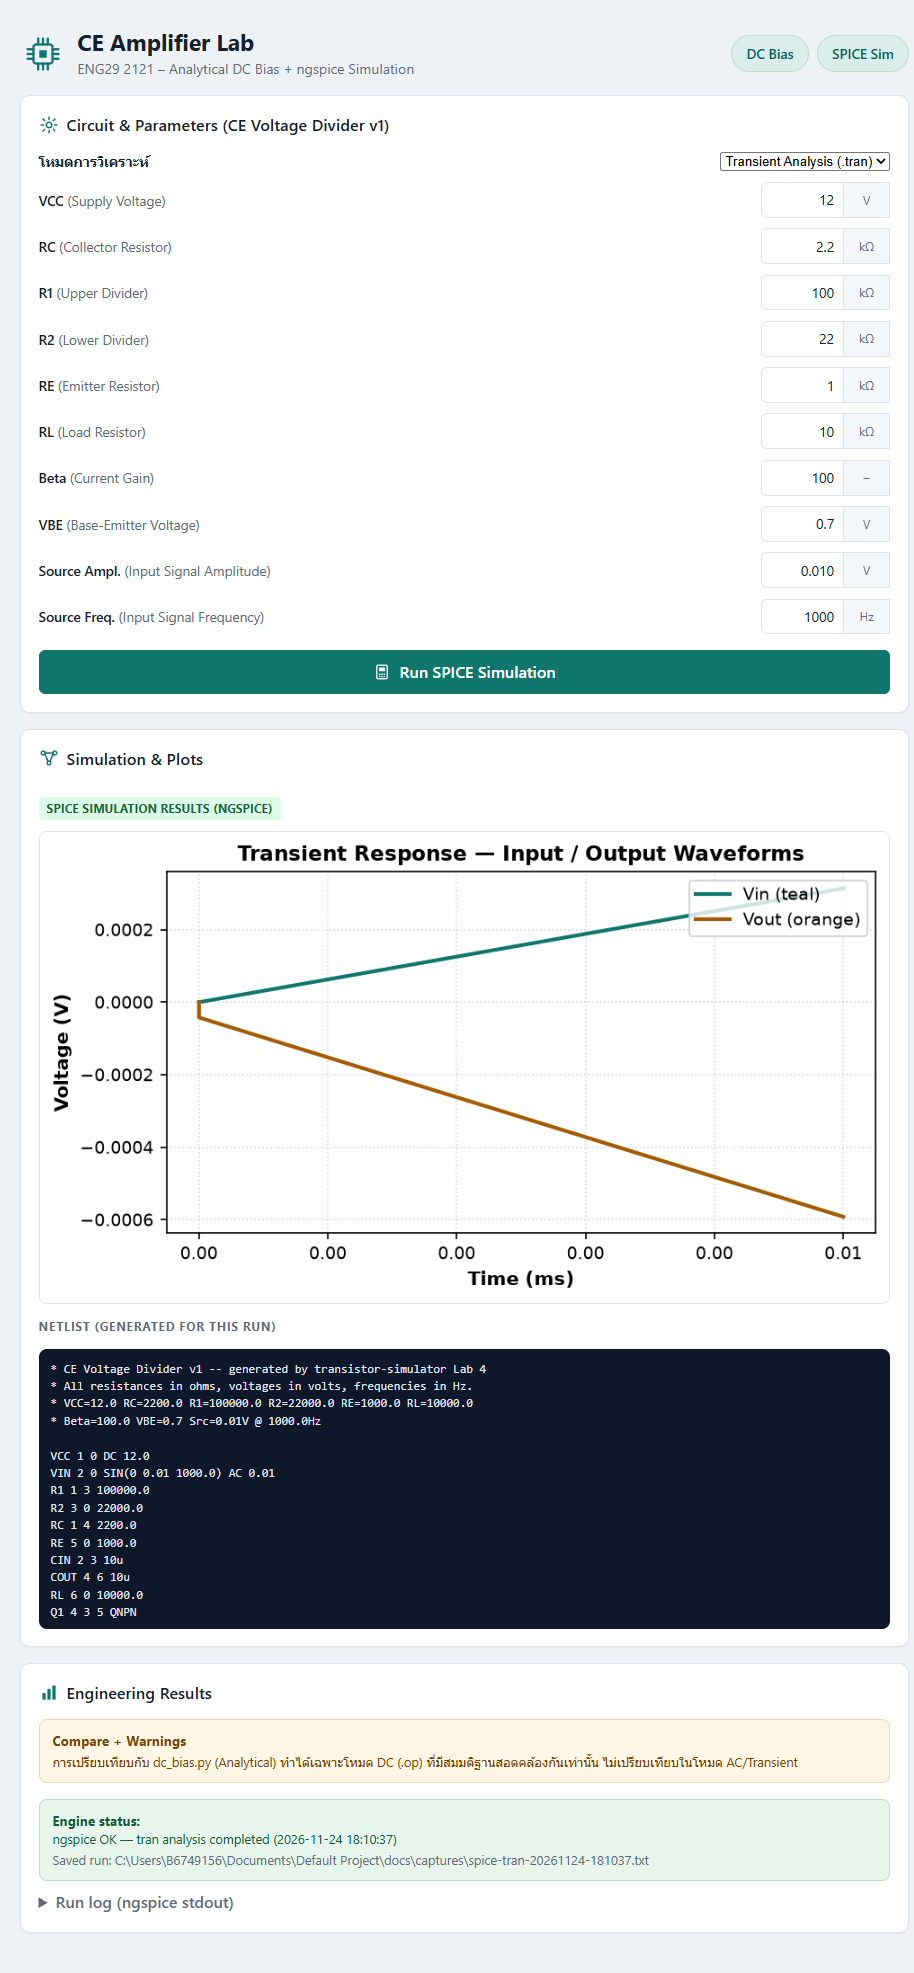 CE Amplifier Lab
ENG29 2121 – Analytical DC Bias + ngspice Simulation
DC Bias
SPICE Sim
Circuit & Parameters (CE Voltage Divider v1)
โหมดการวิเคราะห์
Transient Analysis (.tran)
VCC (Supply Voltage) 12 V
RC (Collector Resistor) 2.2 kΩ
R1 (Upper Divider) 100 kΩ
R2 (Lower Divider) 22 kΩ
RE (Emitter Resistor) 1 kΩ
RL (Load Resistor) 10 kΩ
Beta (Current Gain) 100 –
VBE (Base-Emitter Voltage) 0.7 V
Source Ampl. (Input Signal Amplitude) 0.010 V
Source Freq. (Input Signal Frequency) 1000 Hz
Run SPICE Simulation
Simulation & Plots
SPICE SIMULATION RESULTS (NGSPICE)
Transient Response — Input / Output Waveforms
Vin (teal)
Vout (orange)
0.0002
0.0000
−0.0002
−0.0004
−0.0006
Voltage (V)
0.00 0.00 0.00 0.00 0.00 0.01
Time (ms)
NETLIST (GENERATED FOR THIS RUN)
* CE Voltage Divider v1 -- generated by transistor-simulator Lab 4
* All resistances in ohms, voltages in volts, frequencies in Hz.
* VCC=12.0 RC=2200.0 R1=100000.0 R2=22000.0 RE=1000.0 RL=10000.0
* Beta=100.0 VBE=0.7 Src=0.01V @ 1000.0Hz
VCC 1 0 DC 12.0
VIN 2 0 SIN(0 0.01 1000.0) AC 0.01
R1 1 3 100000.0
R2 3 0 22000.0
RC 1 4 2200.0
RE 5 0 1000.0
CIN 2 3 10u
COUT 4 6 10u
RL 6 0 10000.0
Q1 4 3 5 QNPN
Engineering Results
Compare + Warnings
การเปรียบเทียบกับ dc_bias.py (Analytical) ทำได้เฉพาะโหมด DC (.op) ที่มีสมมติฐานสอดคล้องกันเท่านั้น ไม่เปรียบเทียบในโหมด AC/Transient
Engine status:
ngspice OK — tran analysis completed (2026-11-24 18:10:37)
Saved run: C:\Users\B6749156\Documents\Default Project\docs\captures\spice-tran-20261124-181037.txt
Run log (ngspice stdout)